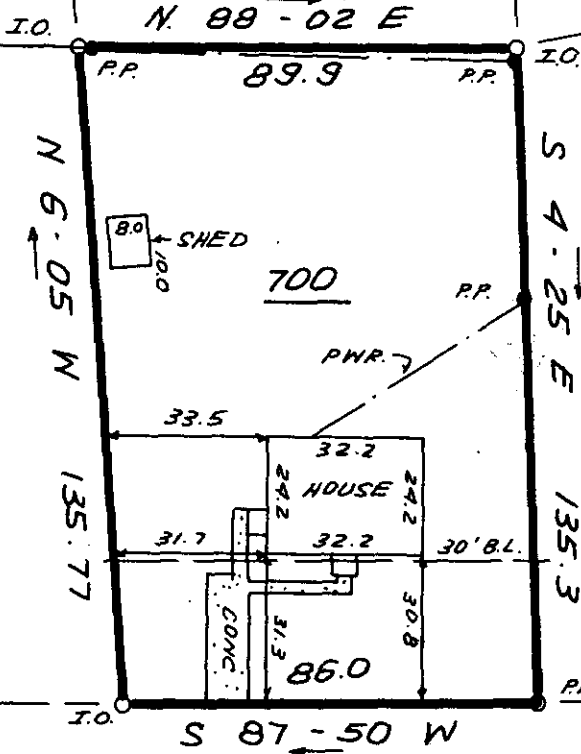 N. 88 - 02 E
I.O.
I.O.
P.P.
89.9
P.P.
N 6-05 W 135.77
S 4-25 E 135.3
8.0
SHED
10.0
700
P.P.
PWR.
33.5
32.2
24.2
HOUSE
24.2
31.7
32.2
30' B.L.
CONC
31.3
30.8
86.0
I.O.
S 87 - 50 W